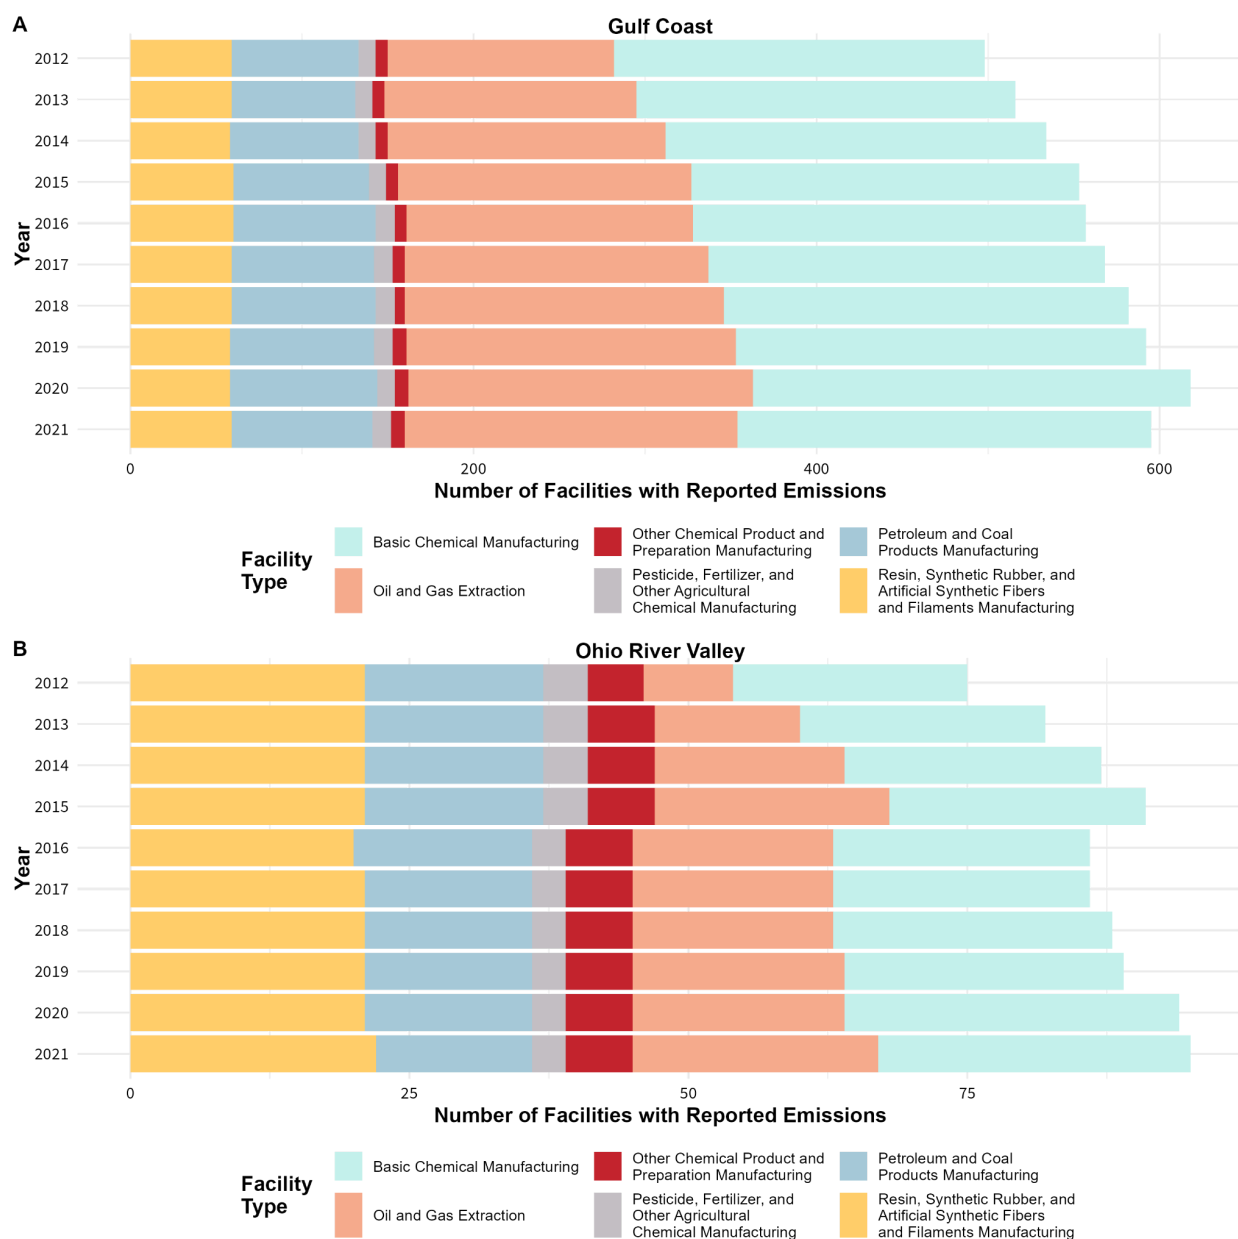 A
Gulf Coast
Year
2012
2013
2014
2015
2016
2017
2018
2019
2020
2021
0
200
400
600
Number of Facilities with Reported Emissions
Facility
Type
Basic Chemical Manufacturing
Oil and Gas Extraction
Other Chemical Product and
Preparation Manufacturing
Pesticide, Fertilizer, and
Other Agricultural
Chemical Manufacturing
Petroleum and Coal
Products Manufacturing
Resin, Synthetic Rubber, and
Artificial Synthetic Fibers
and Filaments Manufacturing
B
Ohio River Valley
Year
2012
2013
2014
2015
2016
2017
2018
2019
2020
2021
0
25
50
75
Number of Facilities with Reported Emissions
Facility
Type
Basic Chemical Manufacturing
Oil and Gas Extraction
Other Chemical Product and
Preparation Manufacturing
Pesticide, Fertilizer, and
Other Agricultural
Chemical Manufacturing
Petroleum and Coal
Products Manufacturing
Resin, Synthetic Rubber, and
Artificial Synthetic Fibers
and Filaments Manufacturing